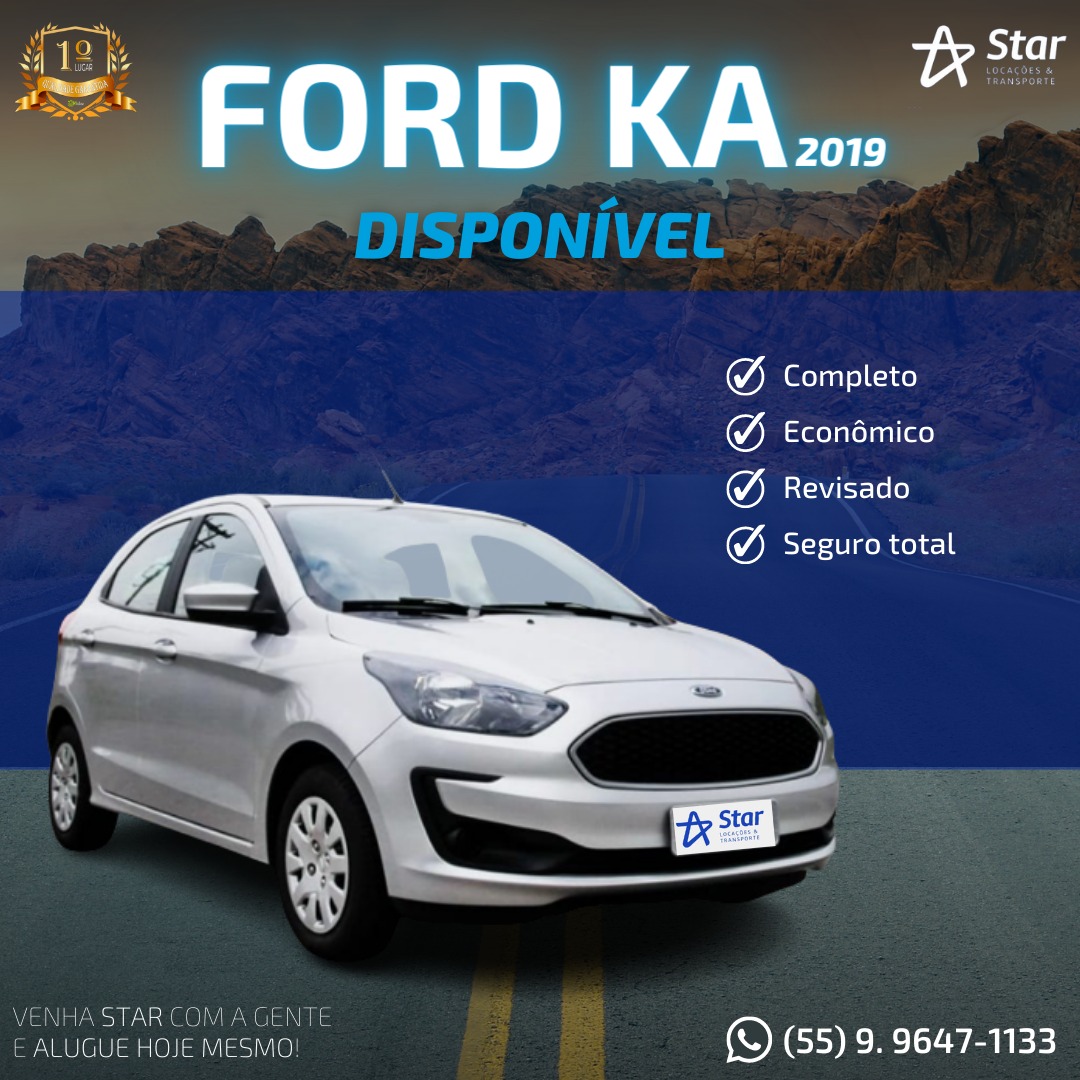 1º
LUGAR
Star
LOCAÇÕES &
TRANSPORTE
FORD KA 2019
DISPONÍVEL
Completo
Econômico
Revisado
Seguro total
Ford
Star
LOCAÇÕES &
TRANSPORTE
VENHA STAR COM A GENTE
E ALUGUE HOJE MESMO!
(55) 9. 9647-1133